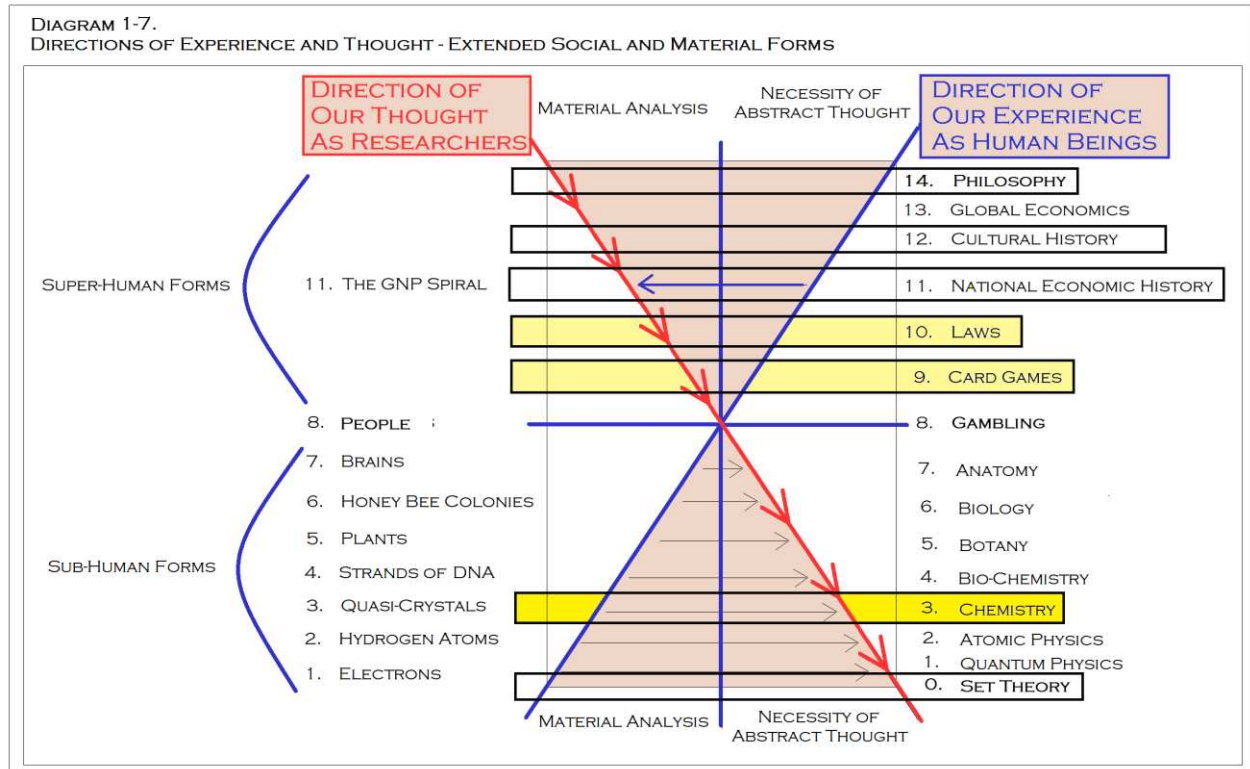 DIAGRAM 1-7.
DIRECTIONS OF EXPERIENCE AND THOUGHT - EXTENDED SOCIAL AND MATERIAL FORMS
DIRECTION OF
OUR THOUGHT
AS RESEARCHERS
MATERIAL ANALYSIS
NECESSITY OF
ABSTRACT THOUGHT
DIRECTION OF
OUR EXPERIENCE
AS HUMAN BEINGS
14. PHILOSOPHY
13. GLOBAL ECONOMICS
12. CULTURAL HISTORY
SUPER-HUMAN FORMS
11. THE GNP SPIRAL
11. NATIONAL ECONOMIC HISTORY
10. LAWS
9. CARD GAMES
8. PEOPLE
8. GAMBLING
7. BRAINS
7. ANATOMY
6. HONEY BEE COLONIES
6. BIOLOGY
5. PLANTS
5. BOTANY
SUB-HUMAN FORMS
4. STRANDS OF DNA
4. BIO-CHEMISTRY
3. QUASI-CRYSTALS
3. CHEMISTRY
2. HYDROGEN ATOMS
2. ATOMIC PHYSICS
1. ELECTRONS
1. QUANTUM PHYSICS
0. SET THEORY
MATERIAL ANALYSIS
NECESSITY OF
ABSTRACT THOUGHT